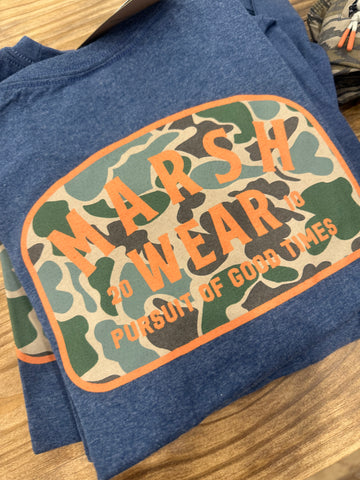 MARSH
20 WEAR 18
PURSUIT OF GOOD TIMES